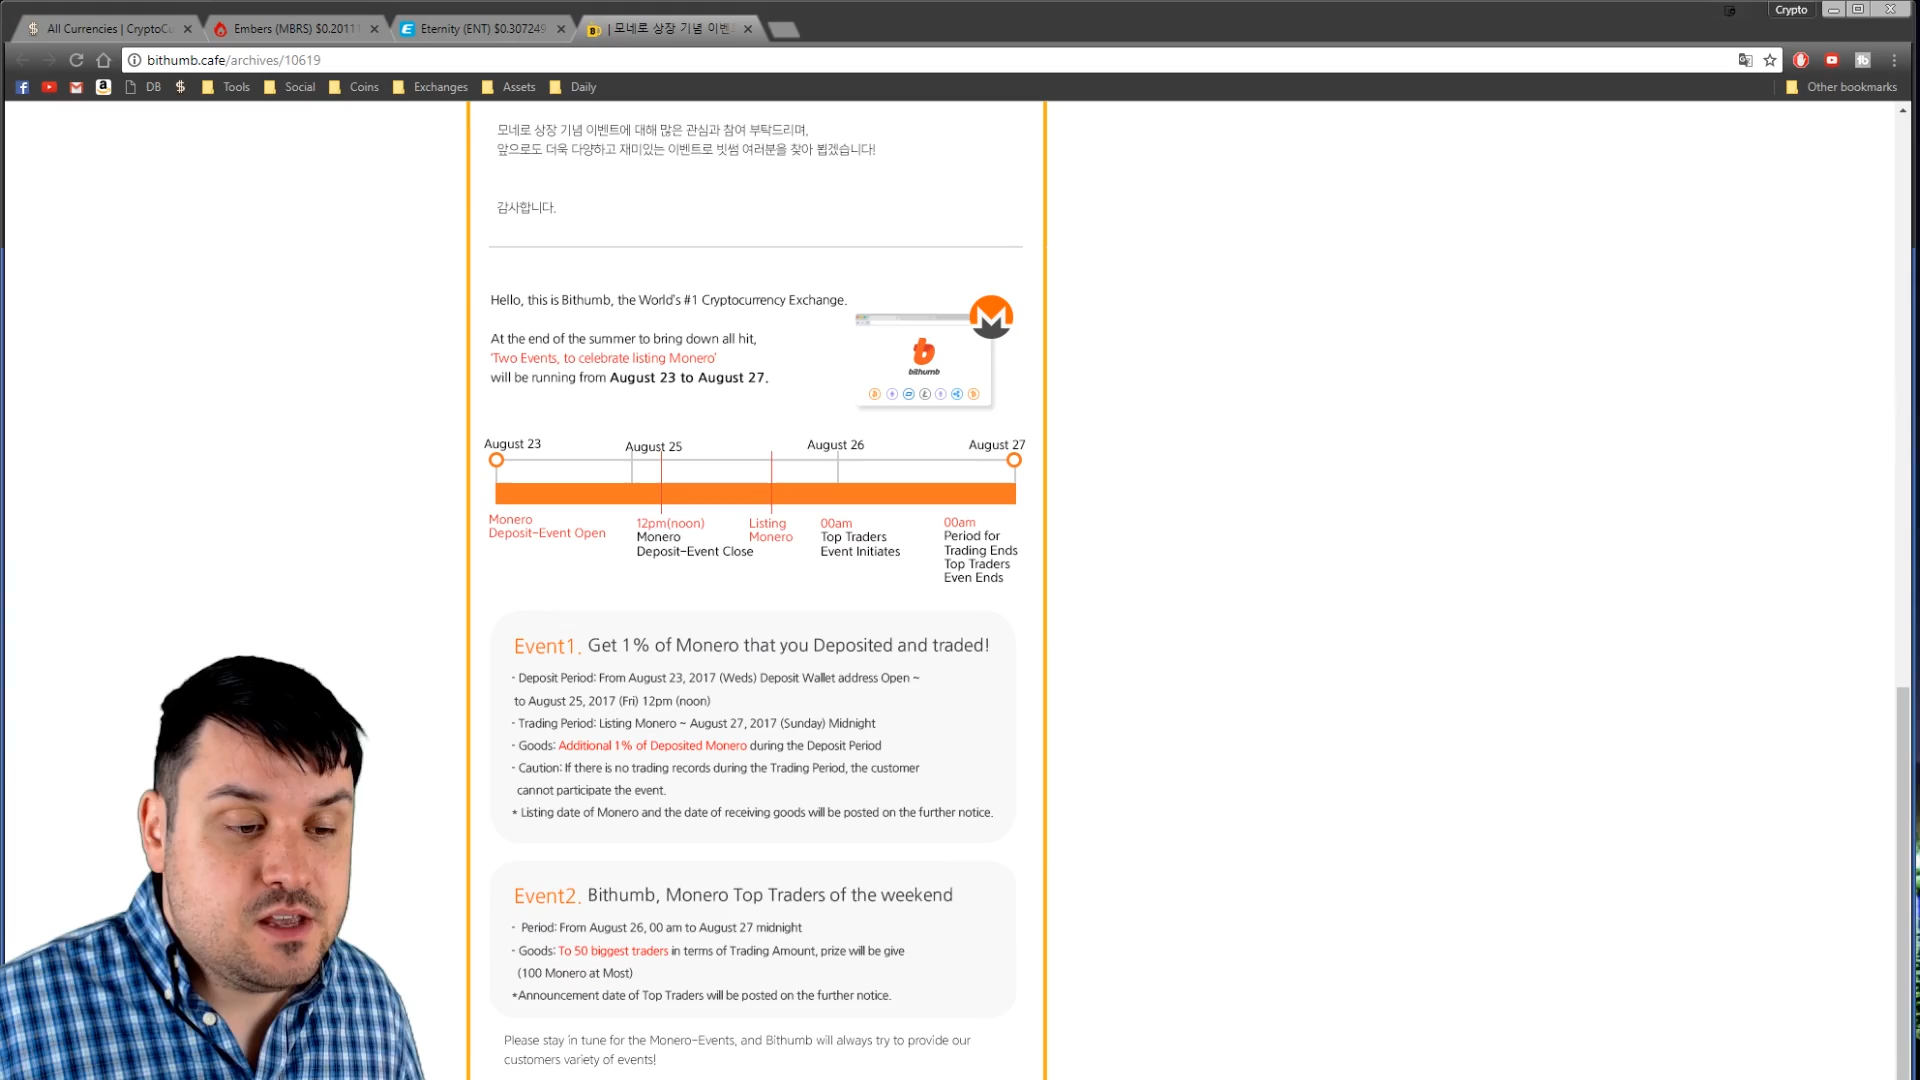 Crypto
All Currencies | CryptoCu
Embers (MBRS) $0.20111
Eternity (ENT) $0.307249
| 모네로 상장 기념 이벤트
bithumb.cafe/archives/10619
DB
Tools
Social
Coins
Exchanges
Assets
Daily
Other bookmarks
모네로 상장 기념 이벤트에 대해 많은 관심과 참여 부탁드리며,
앞으로도 더욱 다양하고 재미있는 이벤트로 빗썸 여러분을 찾아 뵙겠습니다!
감사합니다.
Hello, this is Bithumb, the World's #1 Cryptocurrency Exchange.
At the end of the summer to bring down all hit,
'Two Events, to celebrate listing Monero'
will be running from August 23 to August 27.
bithumb
August 23
August 25
August 26
August 27
Monero
Deposit-Event Open
12pm(noon)
Monero
Deposit-Event Close
Listing
Monero
00am
Top Traders
Event Initiates
00am
Period for
Trading Ends
Top Traders
Even Ends
Event1. Get 1% of Monero that you Deposited and traded!
- Deposit Period: From August 23, 2017 (Weds) Deposit Wallet address Open ~
to August 25, 2017 (Fri) 12pm (noon)
- Trading Period: Listing Monero ~ August 27, 2017 (Sunday) Midnight
- Goods: Additional 1% of Deposited Monero during the Deposit Period
- Caution: If there is no trading records during the Trading Period, the customer
cannot participate the event.
* Listing date of Monero and the date of receiving goods will be posted on the further notice.
Event2. Bithumb, Monero Top Traders of the weekend
- Period: From August 26, 00 am to August 27 midnight
- Goods: To 50 biggest traders in terms of Trading Amount, prize will be give
(100 Monero at Most)
*Announcement date of Top Traders will be posted on the further notice.
Please stay in tune for the Monero-Events, and Bithumb will always try to provide our
customers variety of events!